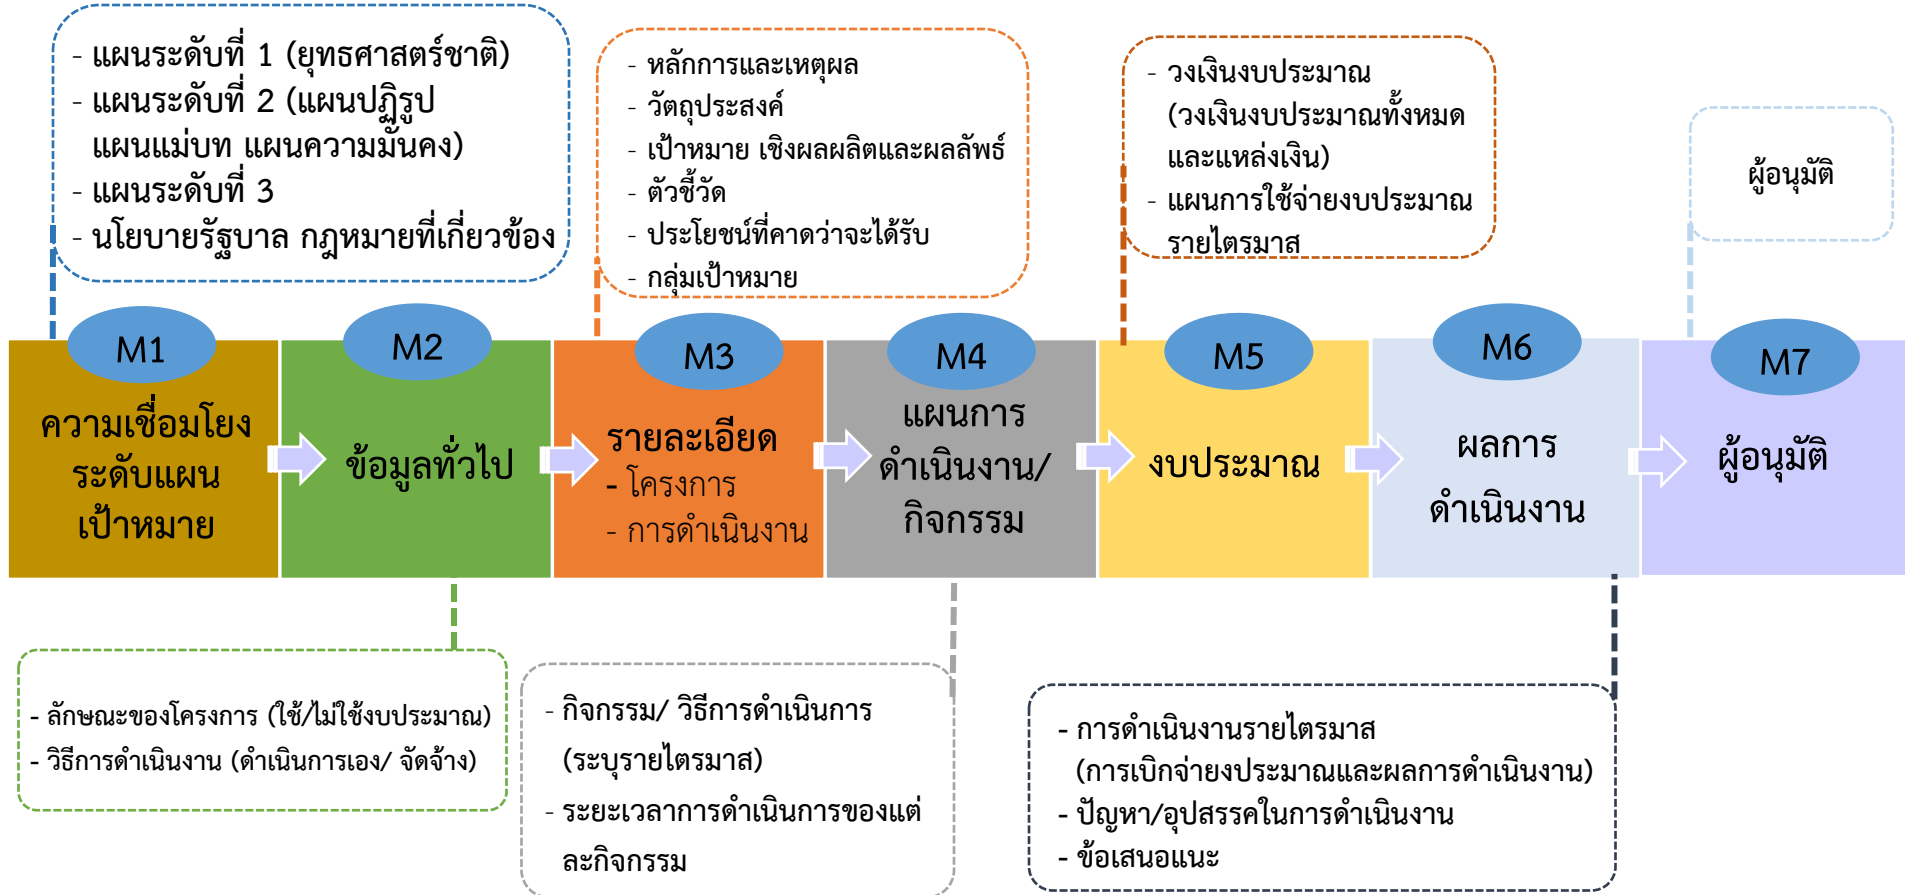 - แผนระดับที่ 1 (ยุทธศาสตร์ชาติ)
- แผนระดับที่ 2 (แผนปฏิรูป
แผนแม่บท แผนความมั่นคง)
- แผนระดับที่ 3
- นโยบายรัฐบาล กฎหมายที่เกี่ยวข้อง
- หลักการและเหตุผล
- วัตถุประสงค์
- เป้าหมาย เชิงผลผลิตและผลลัพธ์
- ตัวชี้วัด
- ประโยชน์ที่คาดว่าจะได้รับ
- กลุ่มเป้าหมาย
- วงเงินงบประมาณ
(วงเงินงบประมาณทั้งหมด
และแหล่งเงิน)
- แผนการใช้จ่ายงบประมาณ
รายไตรมาส
ผู้อนุมัติ
M1
ความเชื่อมโยง
ระดับแผน
เป้าหมาย
M2
ข้อมูลทั่วไป
M3
รายละเอียด
- โครงการ
- การดำเนินงาน
M4
แผนการ
ดำเนินงาน/
กิจกรรม
M5
งบประมาณ
M6
ผลการ
ดำเนินงาน
M7
ผู้อนุมัติ
- ลักษณะของโครงการ (ใช้/ไม่ใช้งบประมาณ)
- วิธีการดำเนินงาน (ดำเนินการเอง/ จัดจ้าง)
- กิจกรรม/ วิธีการดำเนินการ
(ระบุรายไตรมาส)
- ระยะเวลาการดำเนินการของแต่
ละกิจกรรม
- การดำเนินงานรายไตรมาส
(การเบิกจ่ายงประมาณและผลการดำเนินงาน)
- ปัญหา/อุปสรรคในการดำเนินงาน
- ข้อเสนอแนะ